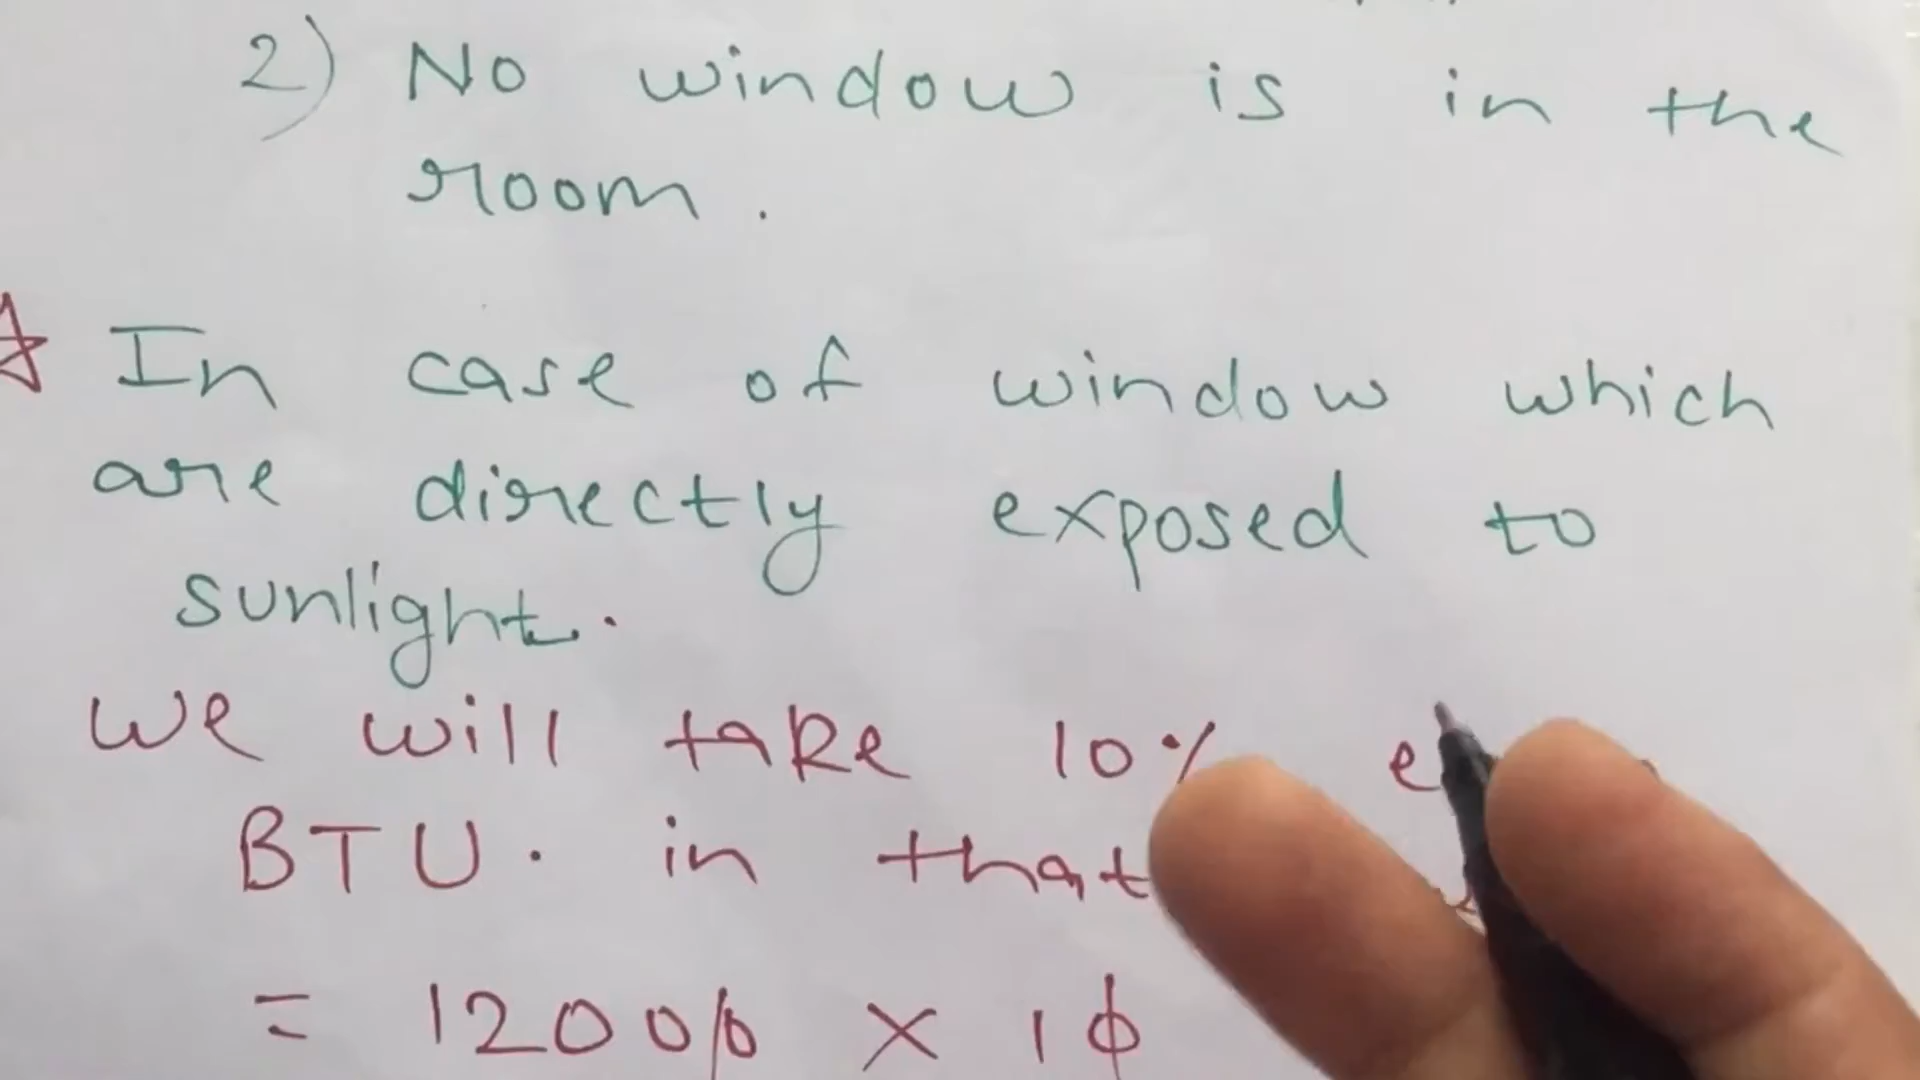 2) No window is in the
room.
In case of window which
are directly exposed to
sunlight.
We will take 10%
BTU. in that
= 12000 × 10